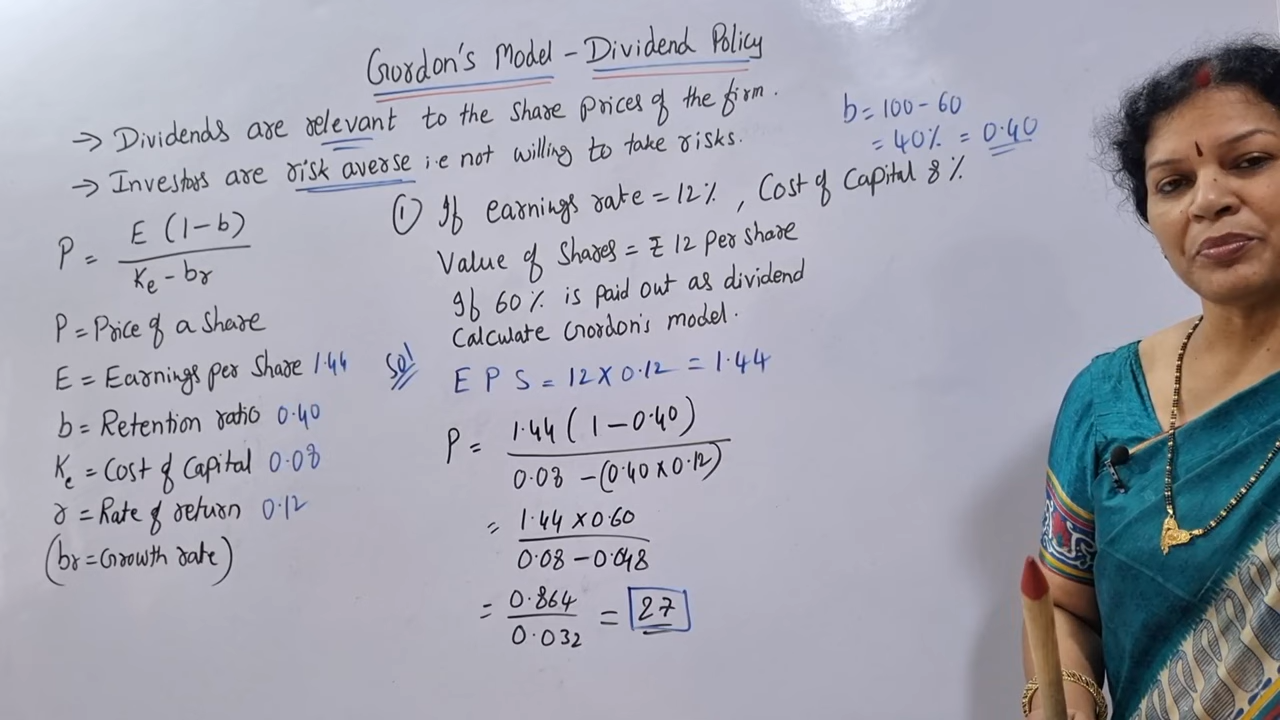 Gordon's Model - Dividend Policy
→ Dividends are relevant to the share prices of the firm.
→ Investors are risk averse i.e not willing to take risks.
b = 100 - 60
= 40% = 0.40
P = E (1-b)
Ke - br
P = Price of a Share
E = Earnings per Share 1.44
b = Retention ratio 0.40
Ke = Cost of Capital 0.08
r = Rate of return 0.12
(br = Growth rate)
① If earnings rate = 12%, Cost of Capital 8%
Value of Shares = ₹ 12 per share
If 60% is paid out as dividend
Calculate Gordon's model.
Sol
E P S = 12 X 0.12 = 1.44
P = 1.44 (1 - 0.40)
0.08 - (0.40 X 0.12)
= 1.44 X 0.60
0.08 - 0.048
= 0.864 = 27
0.032